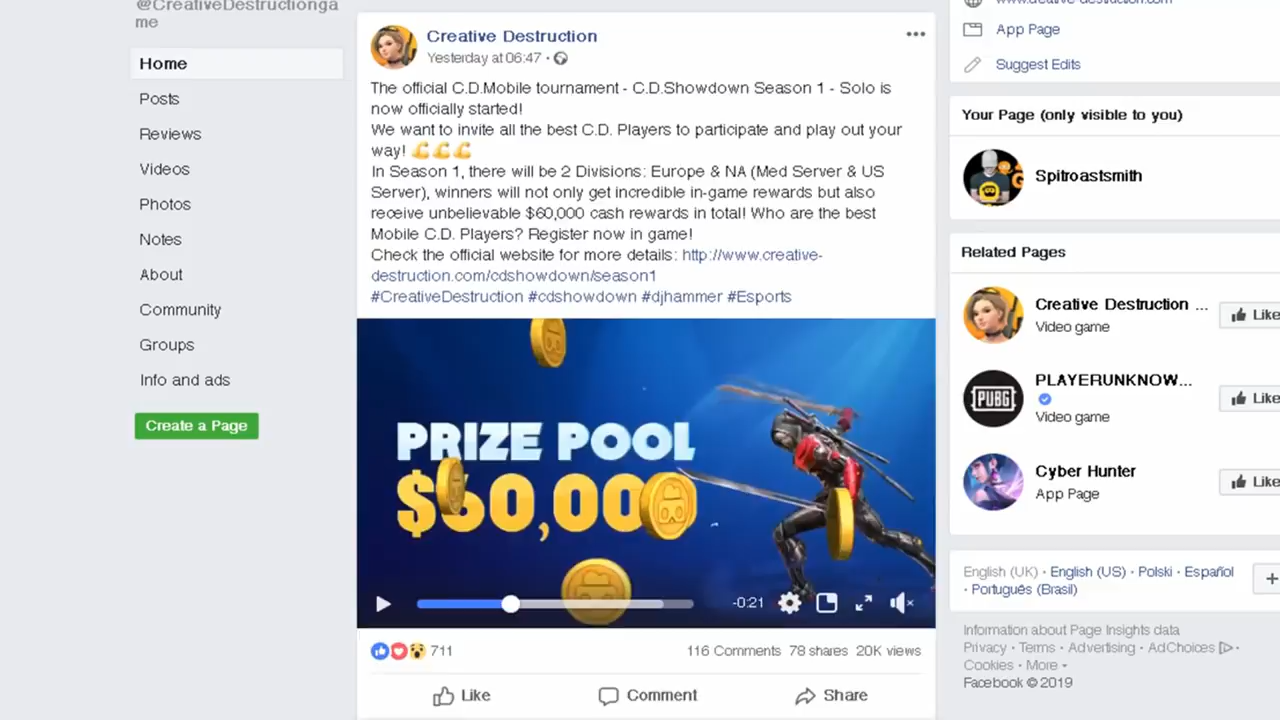 @CreativeDestructionga
me
Home
Posts
Reviews
Videos
Photos
Notes
About
Community
Groups
Info and ads
Create a Page
Creative Destruction
Yesterday at 06:47 ·
The official C.D.Mobile tournament - C.D.Showdown Season 1 - Solo is
now officially started!
We want to invite all the best C.D. Players to participate and play out your
way! 💪💪💪
In Season 1, there will be 2 Divisions: Europe & NA (Med Server & US
Server), winners will not only get incredible in-game rewards but also
receive unbelievable $60,000 cash rewards in total! Who are the best
Mobile C.D. Players? Register now in game!
Check the official website for more details: http://www.creative-
destruction.com/cdshowdown/season1
#CreativeDestruction #cdshowdown #djhammer #Esports
PRIZE POOL
$60,00
-0:21
711
116 Comments 78 shares 20K views
Like Comment Share
www.creative-destruction.com
App Page
Suggest Edits
Your Page (only visible to you)
Spitroastsmith
Related Pages
Creative Destruction ...
Video game
Like
PUBG
PLAYERUNKNOW...
Video game
Like
Cyber Hunter
App Page
Like
English (UK) · English (US) · Polski · Español
· Português (Brasil)
Information about Page Insights data
Privacy · Terms · Advertising · AdChoices ·
Cookies · More
Facebook © 2019